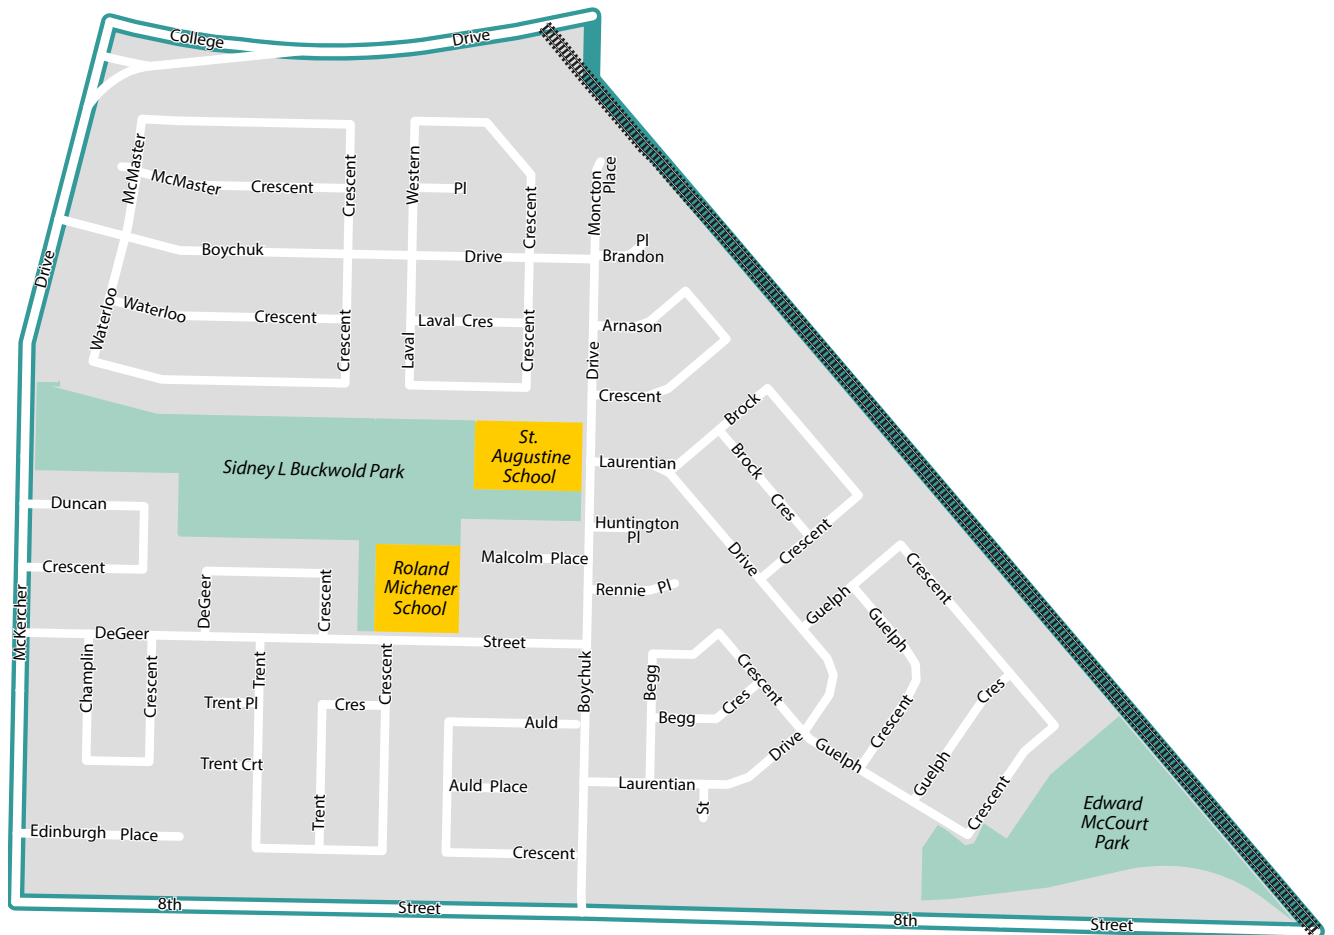 College
Drive
McMaster
McMaster
Crescent
Crescent
Western
Pl
Crescent
Moncton
Place
Boychuk
Drive
Pl
Brandon
Drive
Waterloo
Waterloo
Crescent
Crescent
Laval
Laval Cres
Crescent
Arnason
Drive
Crescent
Brock
Brock
Cres
Crescent
St.
Augustine
School
Laurentian
Sidney L Buckwold Park
Duncan
Crescent
Huntington
Pl
Malcolm Place
Rennie Pl
Drive
Roland
Michener
School
DeGeer
Crescent
McKercher
DeGeer
Street
Guelph
Crescent
Guelph
Crescent
Cres
Guelph
Crescent
Guelph
Champlin
Crescent
Trent
Crescent
Trent Pl
Cres
Trent Crt
Trent
Boychuk
Begg
Crescent
Begg
Cres
Auld
Auld Place
Crescent
Laurentian
Drive
St
Edinburgh Place
Edward
McCourt
Park
8th
Street
8th
Street